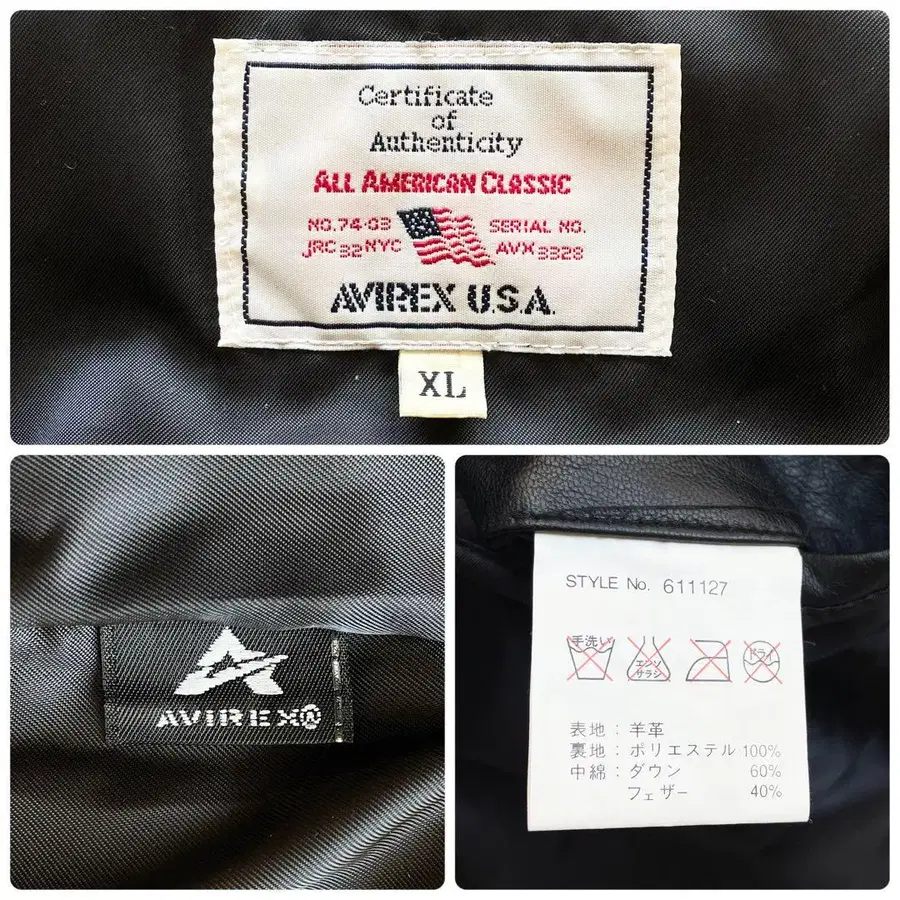 Certificate
of
Authenticity
ALL AMERICAN CLASSIC
NO.74-03 SERIAL NO.
JRC 32 NYC AVX 3328
AVIREX U.S.A.
XL
AVIREX®
STYLE No. 611127
手洗い エンソサラシ ドライ
表地：羊革
裏地：ポリエステル 100%
中綿：ダウン 60%
フェザー 40%